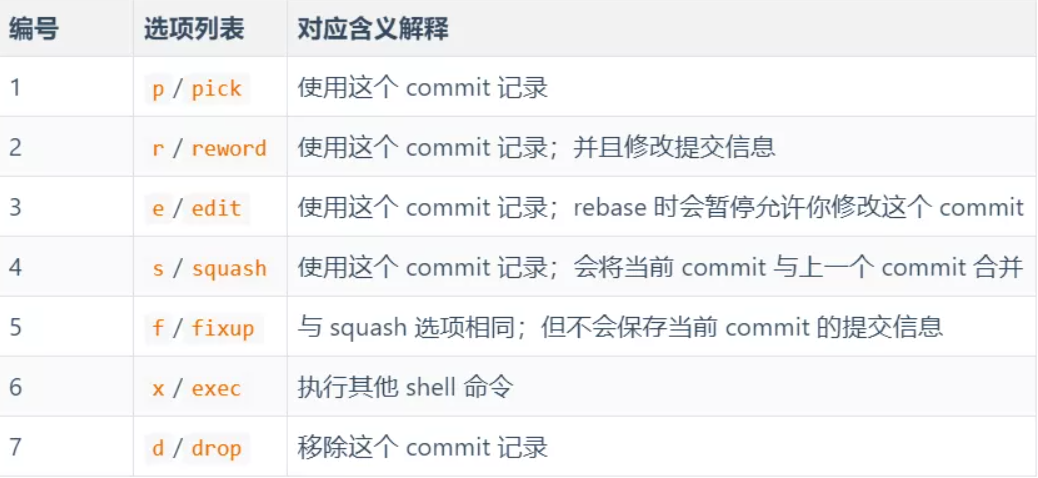 编号 选项列表 对应含义解释
1 p / pick 使用这个 commit 记录
2 r / reword 使用这个 commit 记录；并且修改提交信息
3 e / edit 使用这个 commit 记录；rebase 时会暂停允许你修改这个 commit
4 s / squash 使用这个 commit 记录；会将当前 commit 与上一个 commit 合并
5 f / fixup 与 squash 选项相同；但不会保存当前 commit 的提交信息
6 x / exec 执行其他 shell 命令
7 d / drop 移除这个 commit 记录